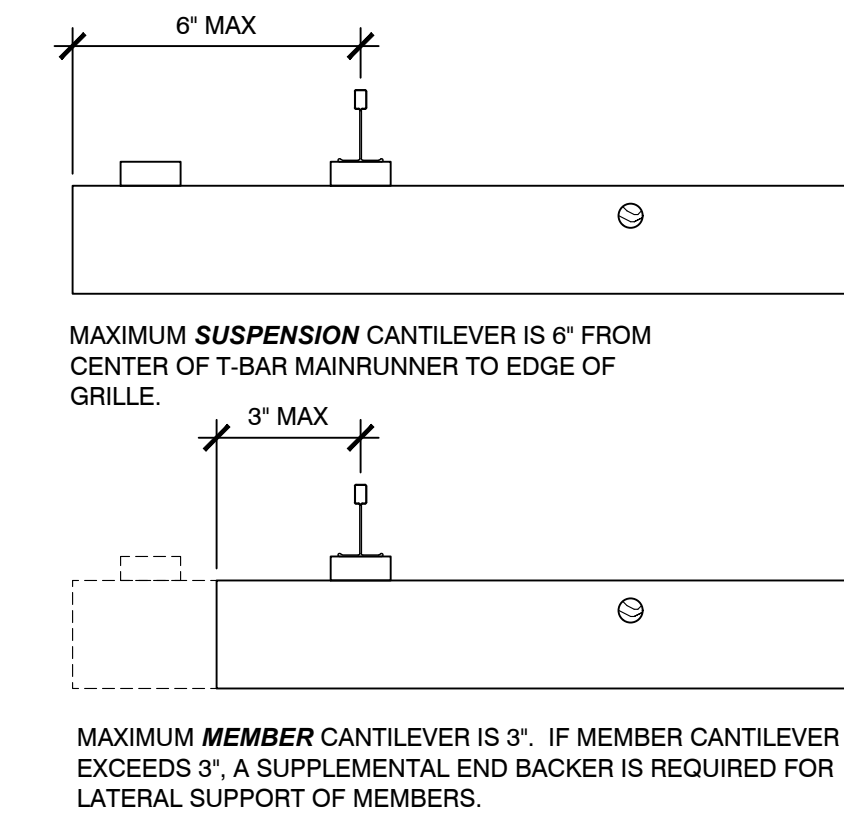 6" MAX
MAXIMUM SUSPENSION CANTILEVER IS 6" FROM
CENTER OF T-BAR MAINRUNNER TO EDGE OF
GRILLE.
3" MAX
MAXIMUM MEMBER CANTILEVER IS 3". IF MEMBER CANTILEVER
EXCEEDS 3", A SUPPLEMENTAL END BACKER IS REQUIRED FOR
LATERAL SUPPORT OF MEMBERS.